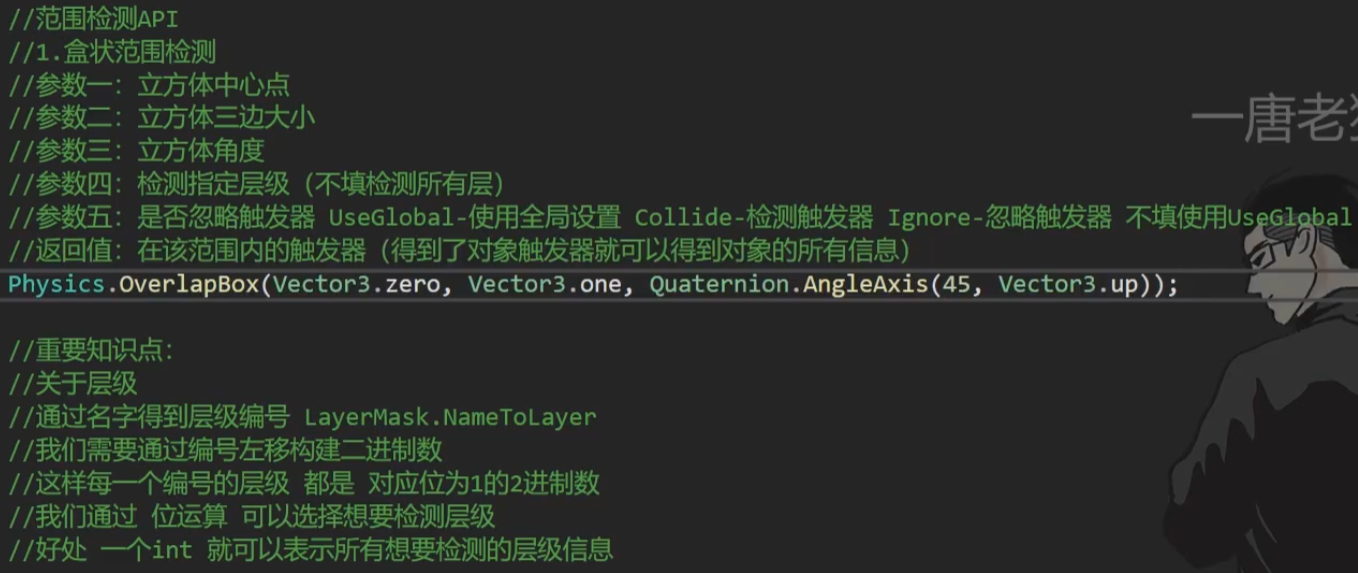 //范围检测API
//1.盒状范围检测
//参数一：立方体中心点
//参数二：立方体三边大小
//参数三：立方体角度
//参数四：检测指定层级（不填检测所有层）
//参数五：是否忽略触发器 UseGlobal-使用全局设置 Collide-检测触发器 Ignore-忽略触发器 不填使用UseGlobal
//返回值：在该范围内的触发器（得到了对象触发器就可以得到对象的所有信息）
Physics.OverlapBox(Vector3.zero, Vector3.one, Quaternion.AngleAxis(45, Vector3.up));
一唐老
//重要知识点：
//关于层级
//通过名字得到层级编号 LayerMask.NameToLayer
//我们需要通过编号左移构建二进制数
//这样每一个编号的层级 都是 对应位为1的2进制数
//我们通过 位运算 可以选择想要检测层级
//好处 一个int 就可以表示所有想要检测的层级信息